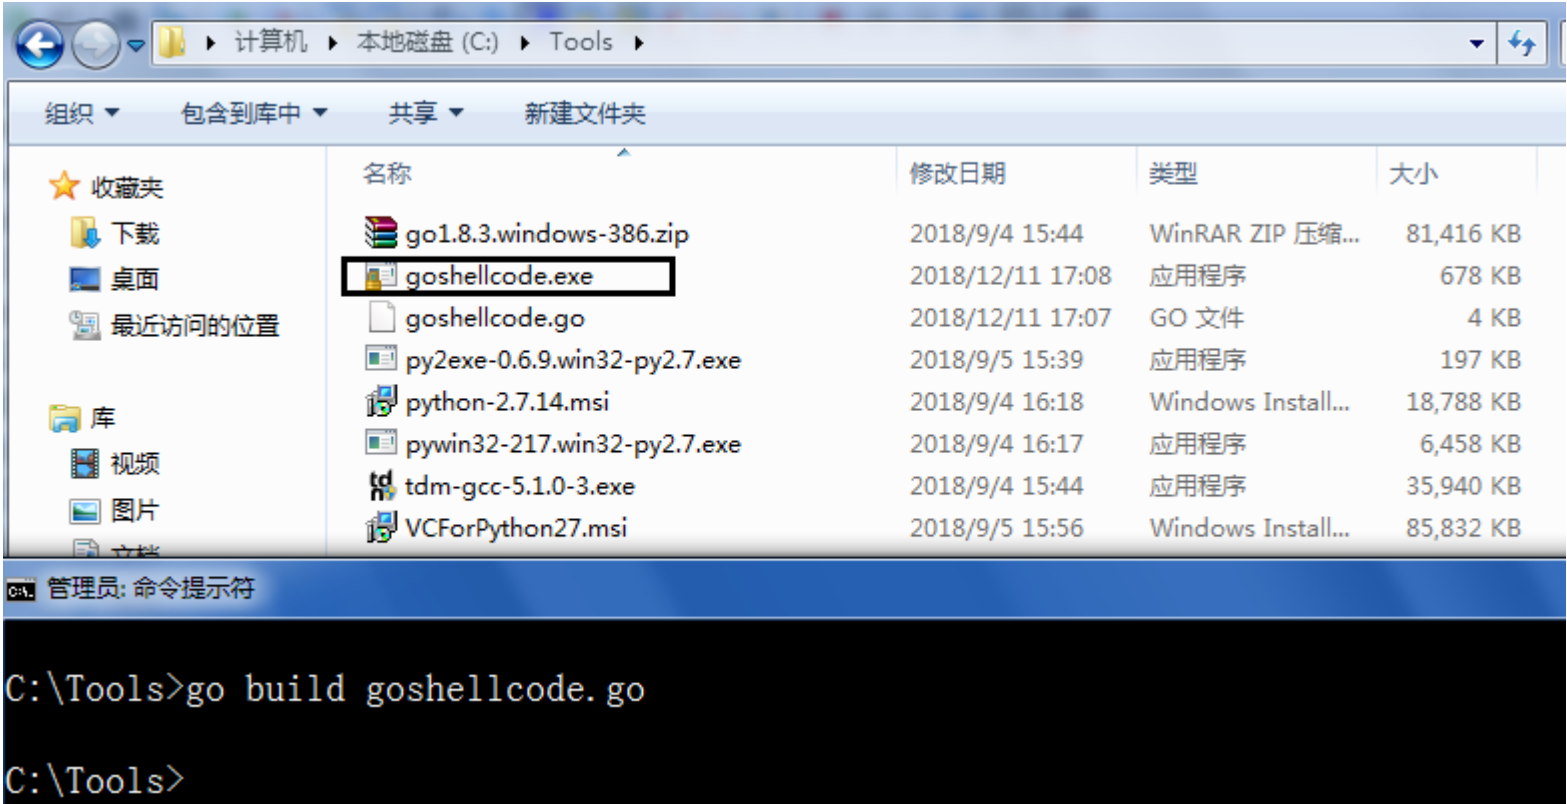 计算机 本地磁盘 (C:) Tools
组织 包含到库中 共享 新建文件夹
收藏夹
下载
桌面
最近访问的位置
库
视频
图片
文档
名称 修改日期 类型 大小
go1.8.3.windows-386.zip 2018/9/4 15:44 WinRAR ZIP 压缩... 81,416 KB
goshellcode.exe 2018/12/11 17:08 应用程序 678 KB
goshellcode.go 2018/12/11 17:07 GO 文件 4 KB
py2exe-0.6.9.win32-py2.7.exe 2018/9/5 15:39 应用程序 197 KB
python-2.7.14.msi 2018/9/4 16:18 Windows Install... 18,788 KB
pywin32-217.win32-py2.7.exe 2018/9/4 16:17 应用程序 6,458 KB
tdm-gcc-5.1.0-3.exe 2018/9/4 15:44 应用程序 35,940 KB
VCForPython27.msi 2018/9/5 15:56 Windows Install... 85,832 KB
管理员: 命令提示符
C:\Tools>go build goshellcode.go
C:\Tools>